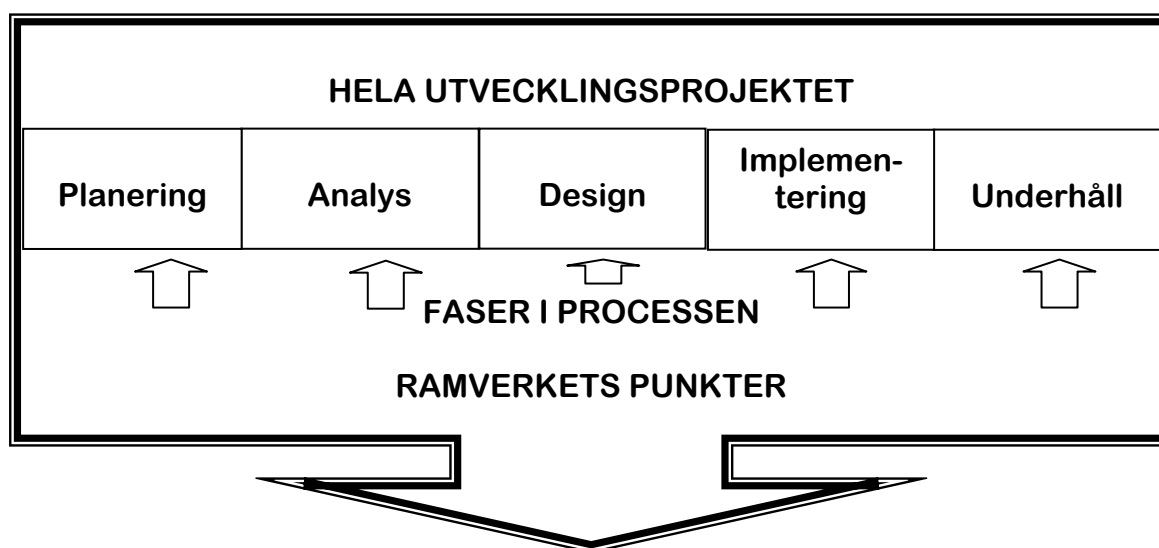 HELA UTVECKLINGSPROJEKTET
Planering
Analys
Design
Implemen-
tering
Underhåll
FASER I PROCESSEN
RAMVERKETS PUNKTER